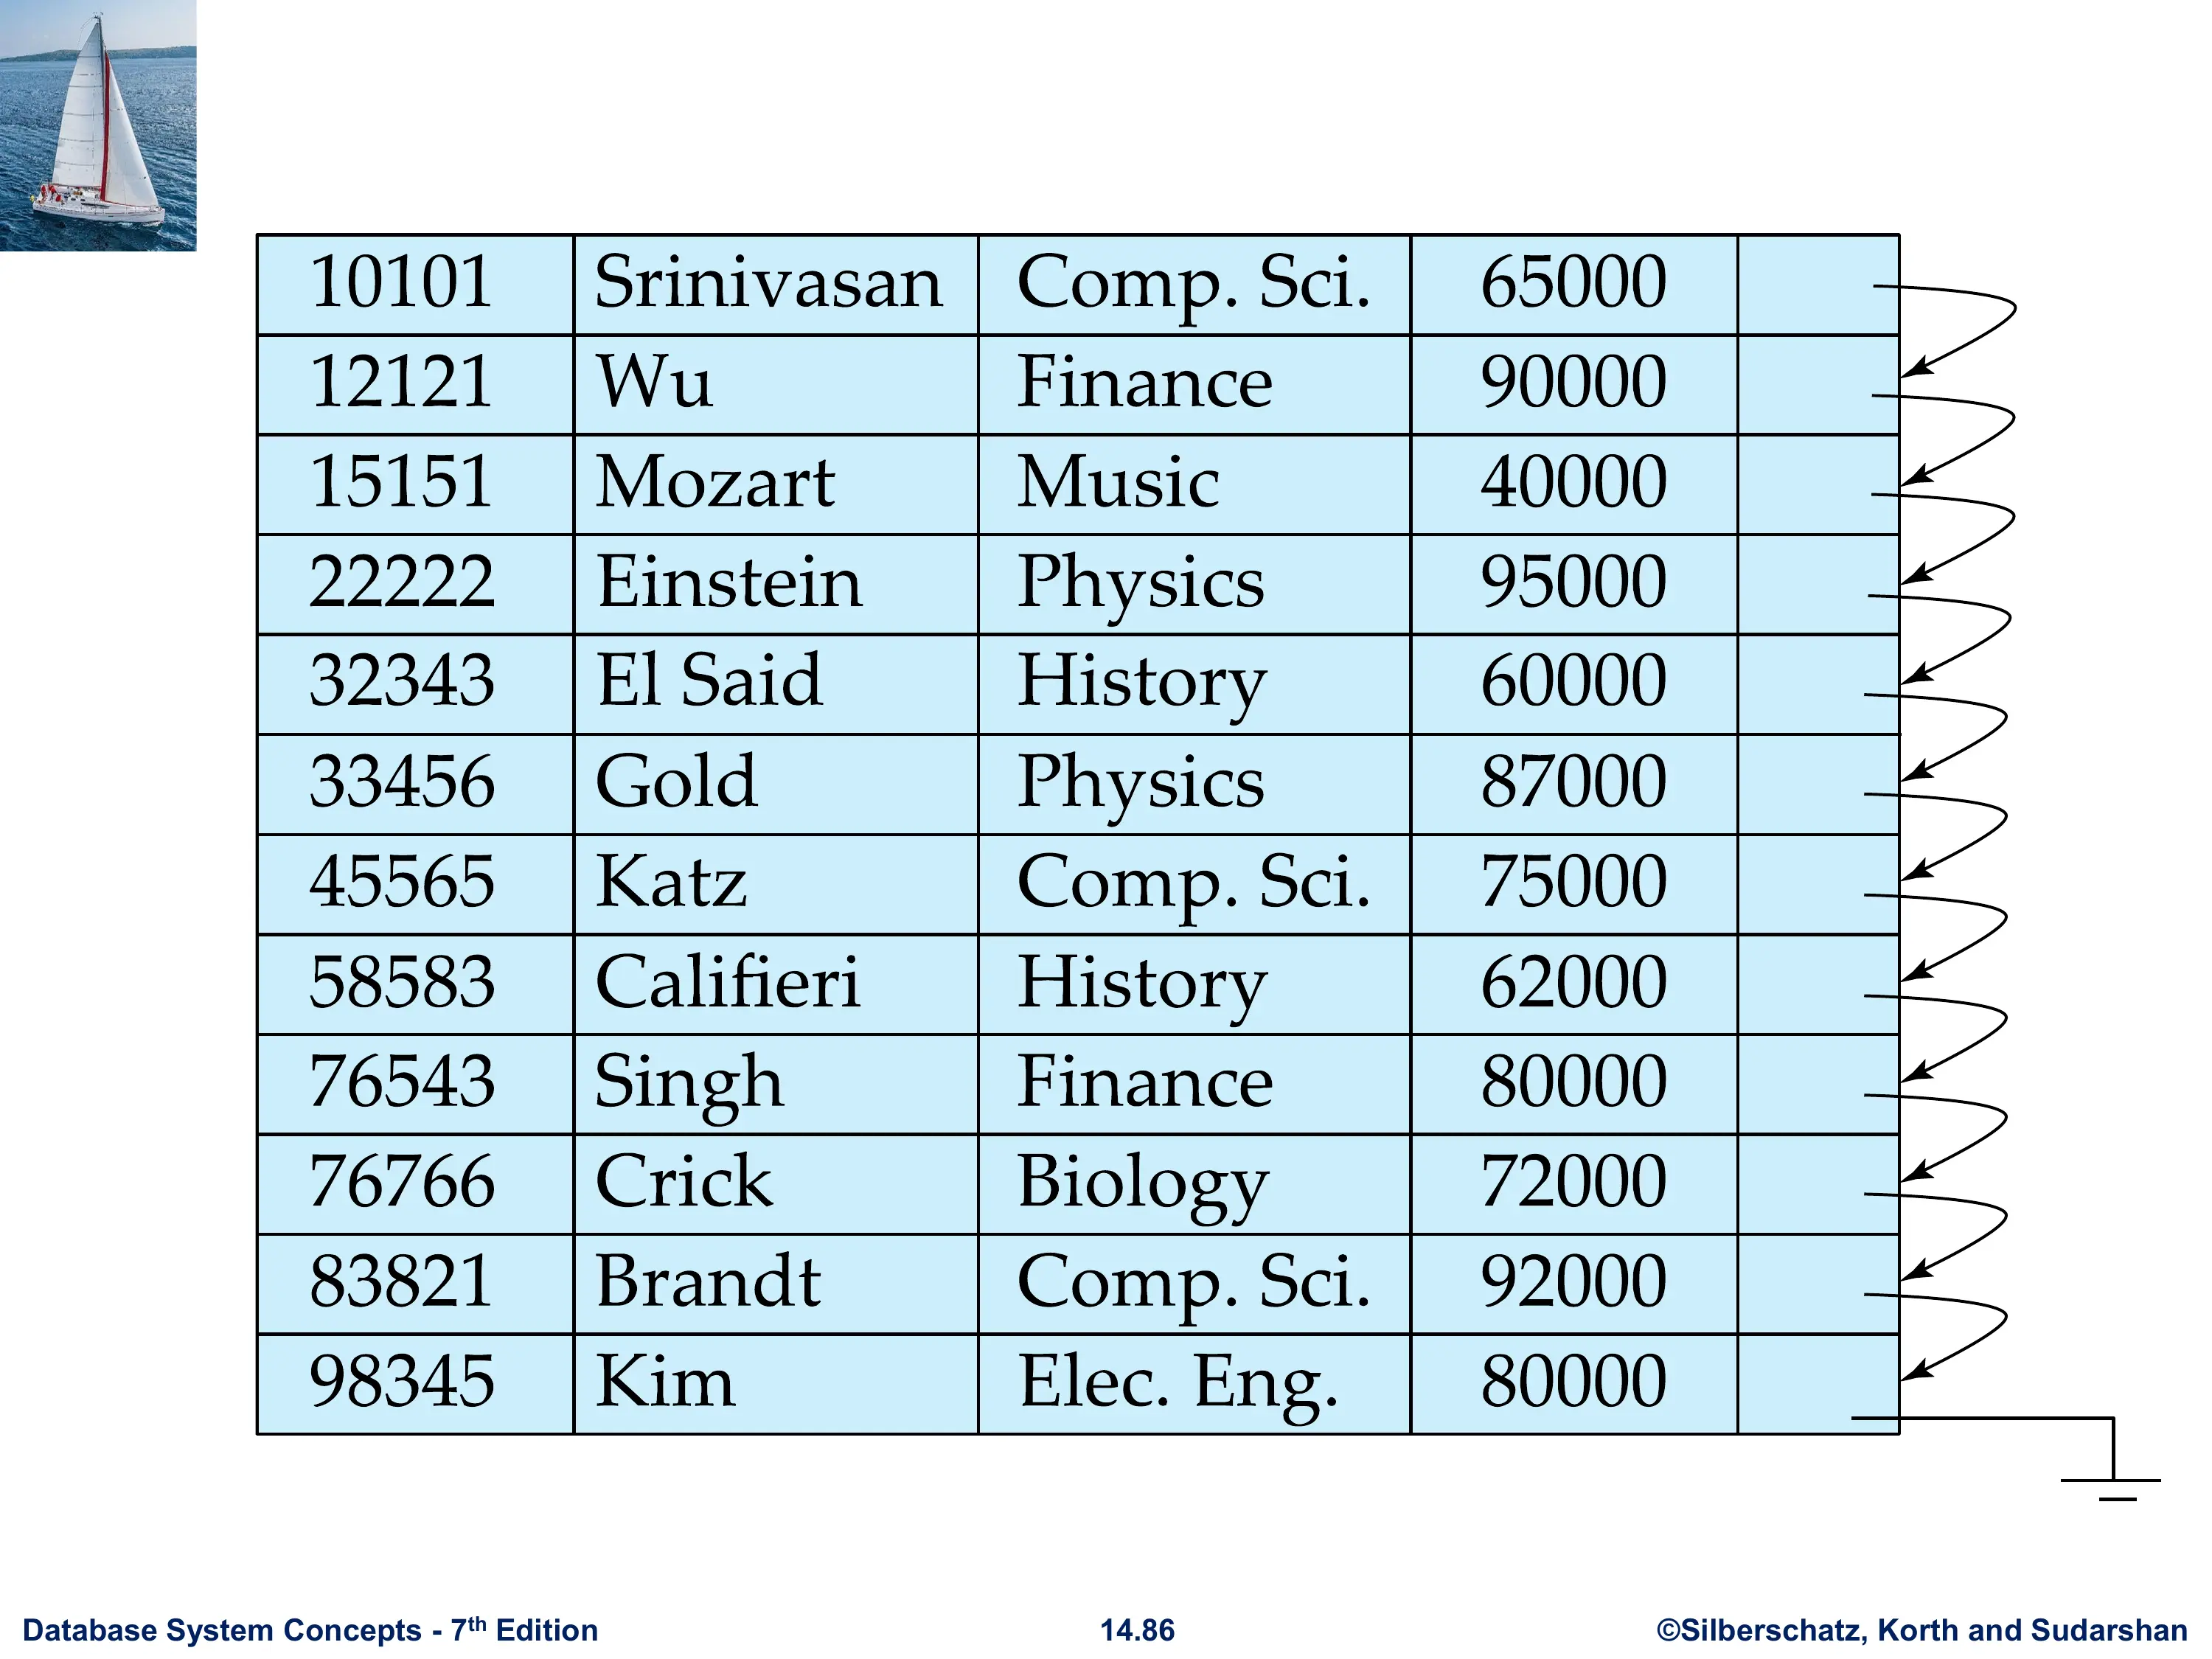 10101 Srinivasan Comp. Sci. 65000
12121 Wu Finance 90000
15151 Mozart Music 40000
22222 Einstein Physics 95000
32343 El Said History 60000
33456 Gold Physics 87000
45565 Katz Comp. Sci. 75000
58583 Califieri History 62000
76543 Singh Finance 80000
76766 Crick Biology 72000
83821 Brandt Comp. Sci. 92000
98345 Kim Elec. Eng. 80000
Database System Concepts - 7th Edition 14.86 ©Silberschatz, Korth and Sudarshan